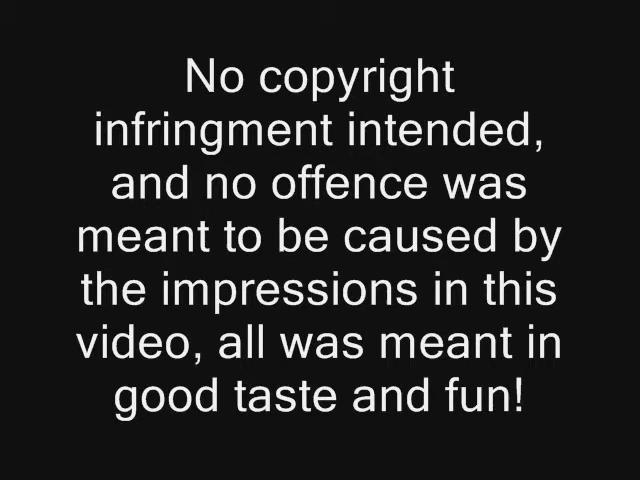 No copyright
infringment intended,
and no offence was
meant to be caused by
the impressions in this
video, all was meant in
good taste and fun!